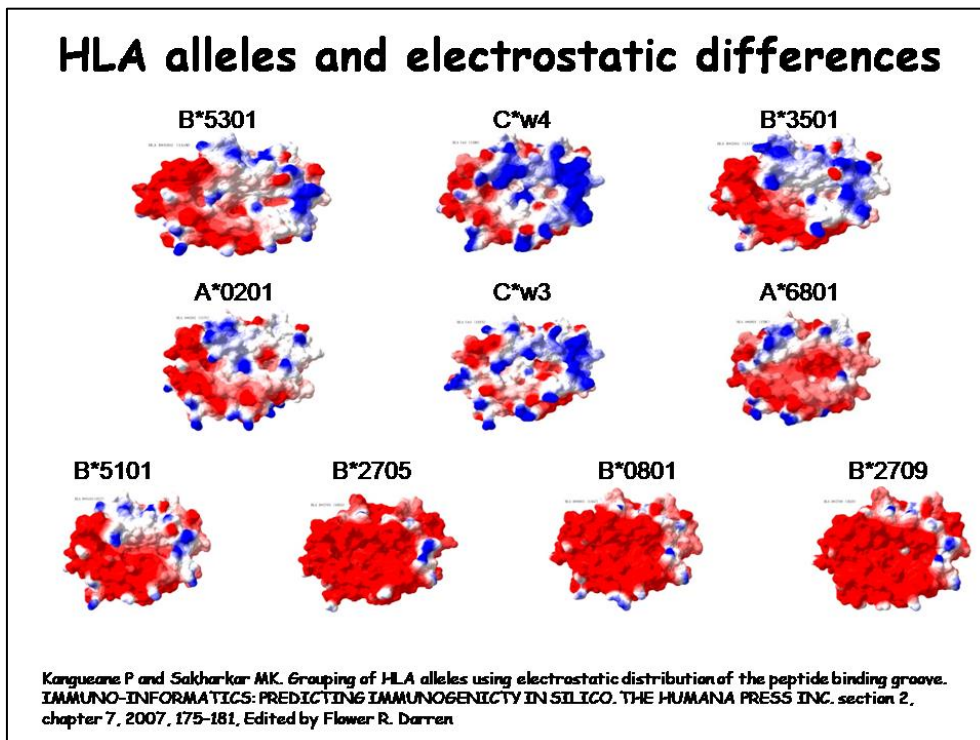 HLA alleles and electrostatic differences
B*5301 C*w4 B*3501
A*0201 C*w3 A*6801
B*5101 B*2705 B*0801 B*2709
Kangueane P and Sakharkar MK. Grouping of HLA alleles using electrostatic distribution of the peptide binding groove.
IMMUNO-INFORMATICS: PREDICTING IMMUNOGENICTY IN SILICO. THE HUMANA PRESS INC. section 2,
chapter 7, 2007, 175-181, Edited by Flower R. Darren